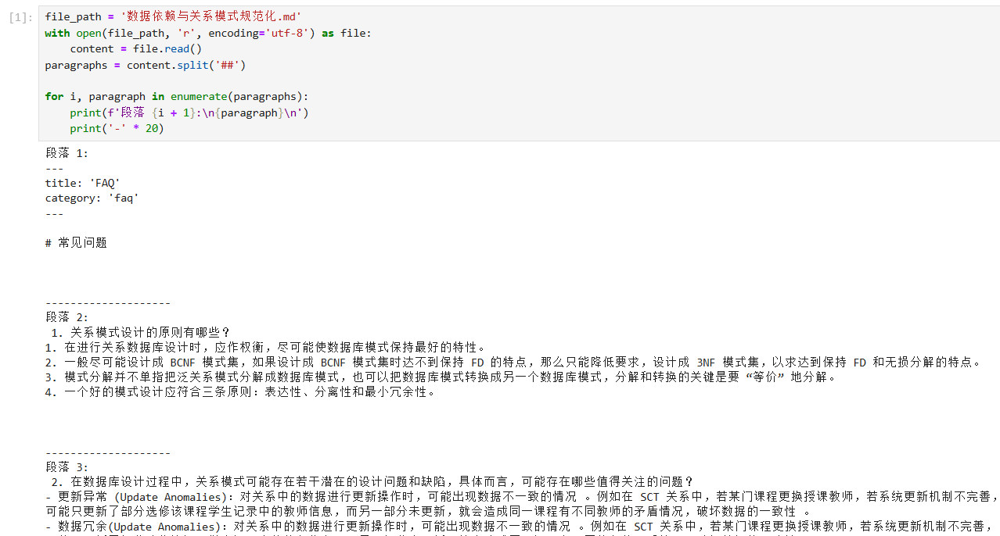 [1]: file_path = '数据依赖与关系模式规范化.md'
with open(file_path, 'r', encoding='utf-8') as file:
    content = file.read()
paragraphs = content.split('##')
for i, paragraph in enumerate(paragraphs):
    print(f'段落 {i + 1}:\n{paragraph}\n')
    print('-' * 20)
段落 1:
---
title: 'FAQ'
category: 'faq'
---
# 常见问题
--------------------
段落 2:
 1. 关系模式设计的原则有哪些？
1. 在进行关系数据库设计时，应作权衡，尽可能使数据库模式保持最好的特性。
2. 一般尽可能设计成 BCNF 模式集，如果设计成 BCNF 模式集时达不到保持 FD 的特点，那么只能降低要求，设计成 3NF 模式集，以求达到保持 FD 和无损分解的特点。
3. 模式分解并不单指把泛关系模式分解成数据库模式，也可以把数据库模式转换成另一个数据库模式，分解和转换的关键是要 “等价” 地分解。
4. 一个好的模式设计应符合三条原则：表达性、分离性和最小冗余性。
--------------------
段落 3:
 2. 在数据库设计过程中，关系模式可能存在若干潜在的设计问题和缺陷，具体而言，可能存在哪些值得关注的问题？
- 更新异常 (Update Anomalies)：对关系中的数据进行更新操作时，可能出现数据不一致的情况 。例如在 SCT 关系中，若某门课程更换授课教师，若系统更新机制不完善，
可能只更新了部分选修该课程学生记录中的教师信息，而另一部分未更新，就会造成同一课程有不同教师的矛盾情况，破坏数据的一致性 。
- 数据冗余(Update Anomalies)：对关系中的数据进行更新操作时，可能出现数据不一致的情况 。例如在 SCT 关系中，若某门课程更换授课教师，若系统更新机制不完善，